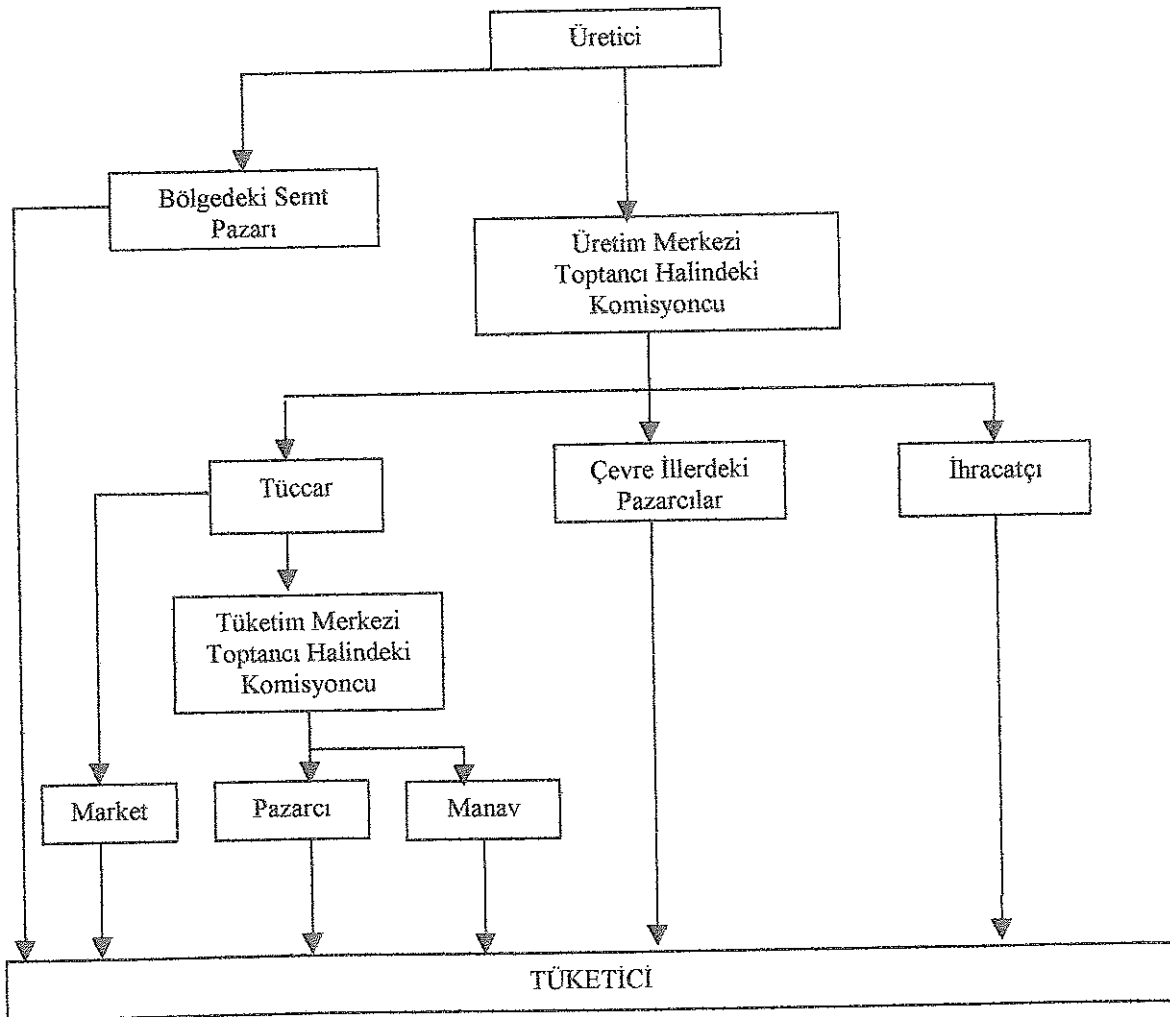 Üretici
Bölgedeki Semt
Pazarı
Üretim Merkezi
Toptancı Halindeki
Komisyoncu
Tüccar
Çevre İllerdeki
Pazarcılar
İhracatçı
Tüketim Merkezi
Toptancı Halindeki
Komisyoncu
Market
Pazarcı
Manav
TÜKETİCİ